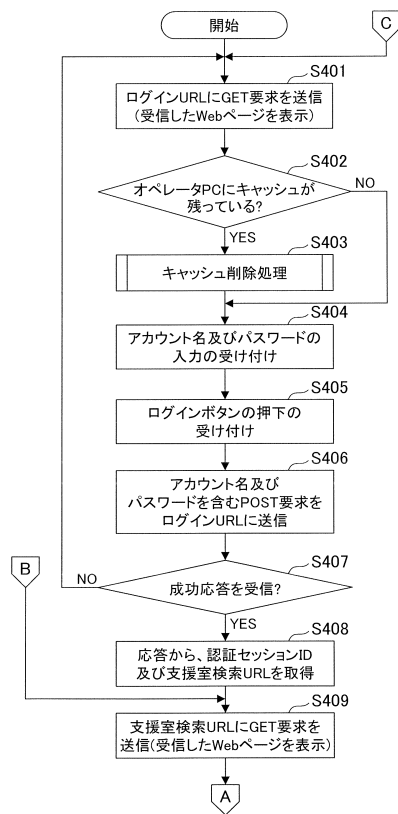 開始
C
S401
ログインURLにGET要求を送信
(受信したWebページを表示)
S402
オペレータPCにキャッシュが
残っている?
NO
YES
S403
キャッシュ削除処理
S404
アカウント名及びパスワードの
入力の受け付け
S405
ログインボタンの押下の
受け付け
S406
アカウント名及び
パスワードを含むPOST要求を
ログインURLに送信
S407
B
NO
成功応答を受信?
YES
S408
応答から、認証セッションID
及び支援室検索URLを取得
S409
支援室検索URLにGET要求を
送信(受信したWebページを表示)
A